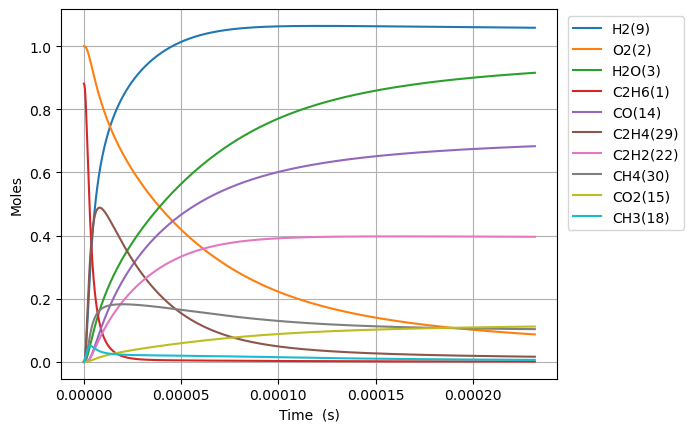 Moles
1.0
0.8
0.6
0.4
0.2
0.0
0.00000
0.00005
0.00010
0.00015
0.00020
Time  (s)
H2(9)
O2(2)
H2O(3)
C2H6(1)
CO(14)
C2H4(29)
C2H2(22)
CH4(30)
CO2(15)
CH3(18)